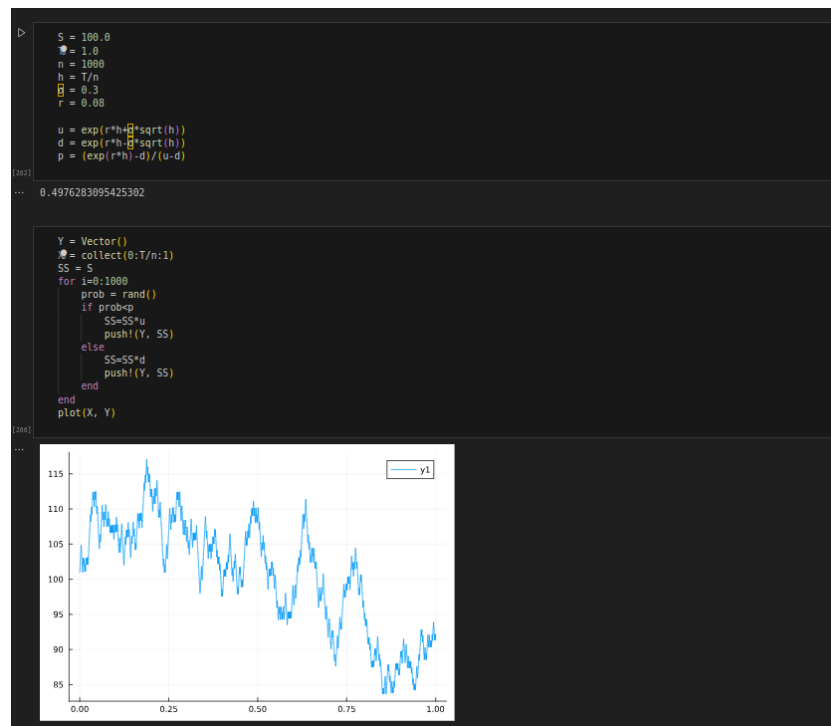 S = 100.0
T = 1.0
n = 1000
h = T/n
σ = 0.3
r = 0.08
u = exp(r*h+σ*sqrt(h))
d = exp(r*h-σ*sqrt(h))
p = (exp(r*h)-d)/(u-d)
[262]
... 0.4976283095425302
Y = Vector()
X = collect(0:T/n:1)
SS = S
for i=0:1000
prob = rand()
if prob<p
SS=SS*u
push!(Y, SS)
else
SS=SS*d
push!(Y, SS)
end
end
plot(X, Y)
[266]
...
y1
115
110
105
100
95
90
85
0.00 0.25 0.50 0.75 1.00